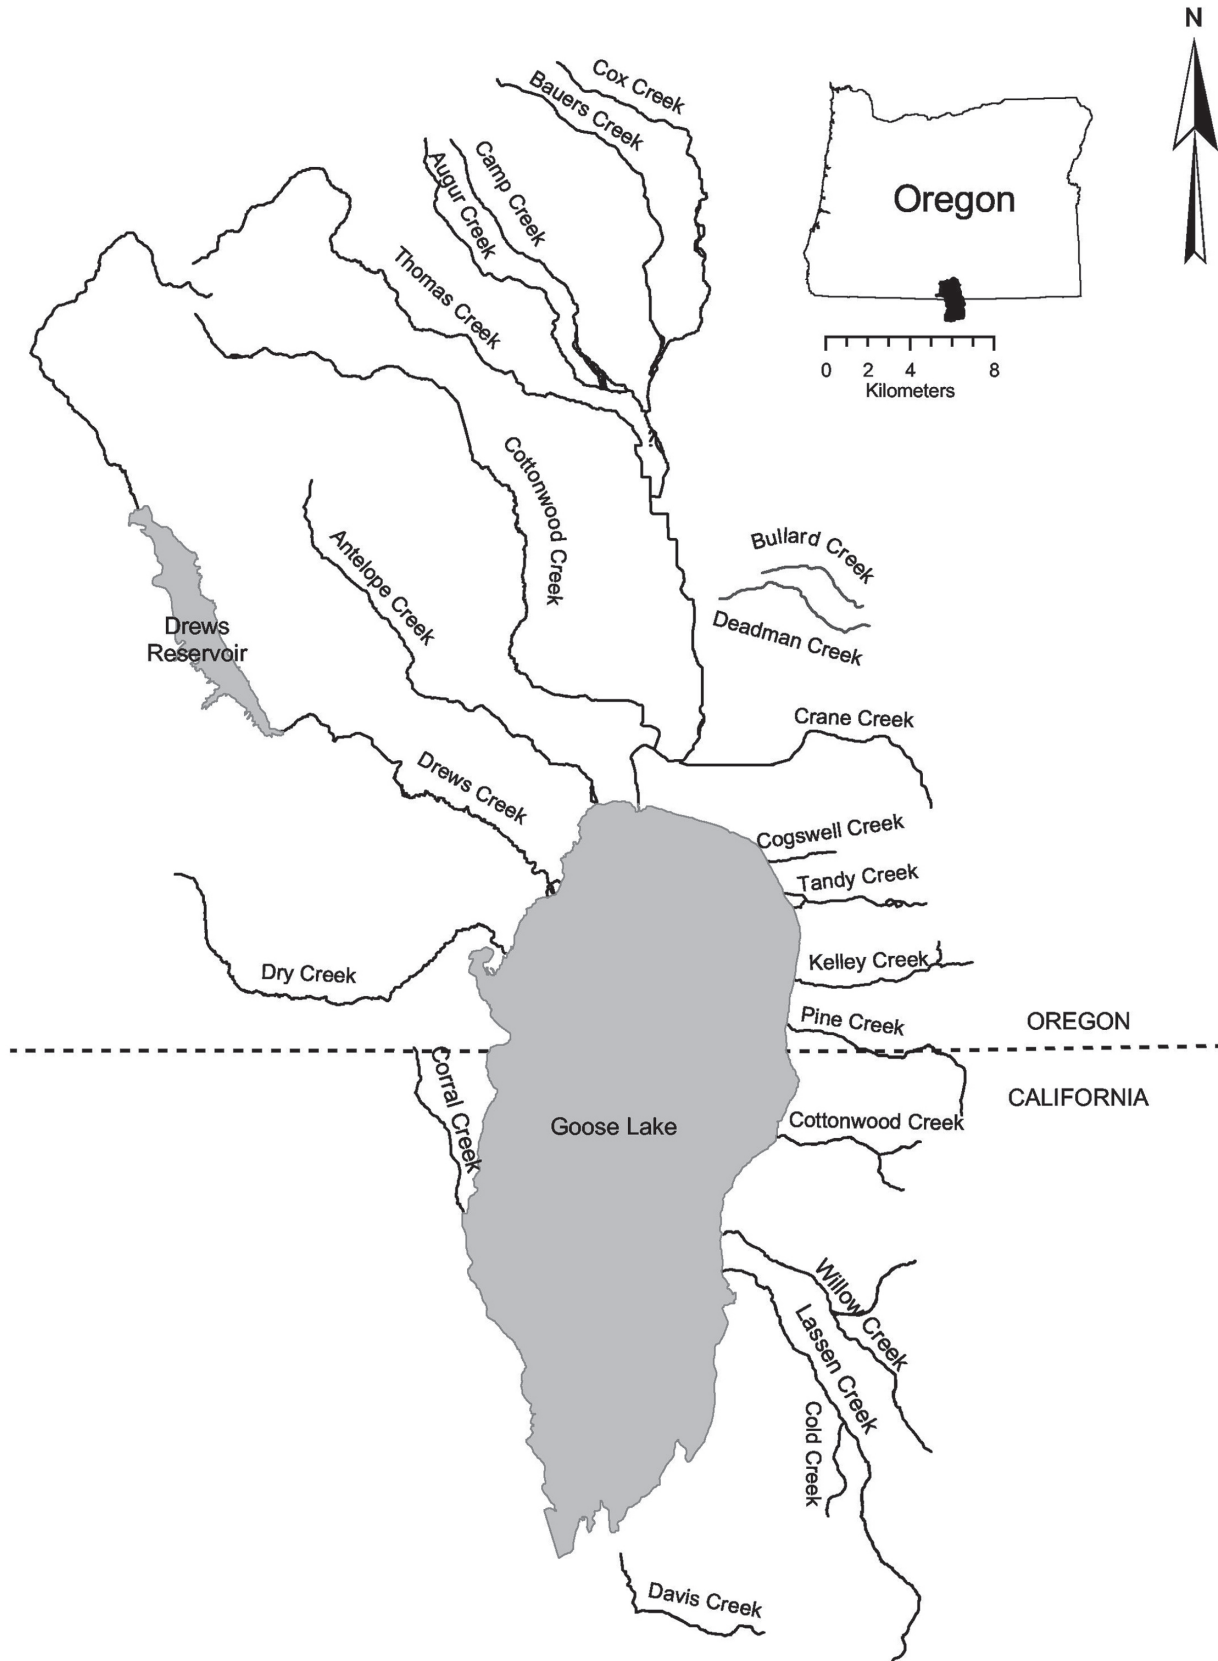 N
Cox Creek
Bauers Creek
Camp Creek
Augur Creek
Oregon
Thomas Creek
0 2 4 8
Kilometers
?
Cottonwood Creek
Bullard Creek
Antelope Creek
Deadman Creek
Drews
Reservoir
Crane Creek
Drews Creek
Cogswell Creek
Tandy Creek
Kelley Creek
Dry Creek
Pine Creek
OREGON
CALIFORNIA
Corral Creek
Goose Lake
Cottonwood Creek
Willow Creek
Lassen Creek
Cold Creek
Davis Creek